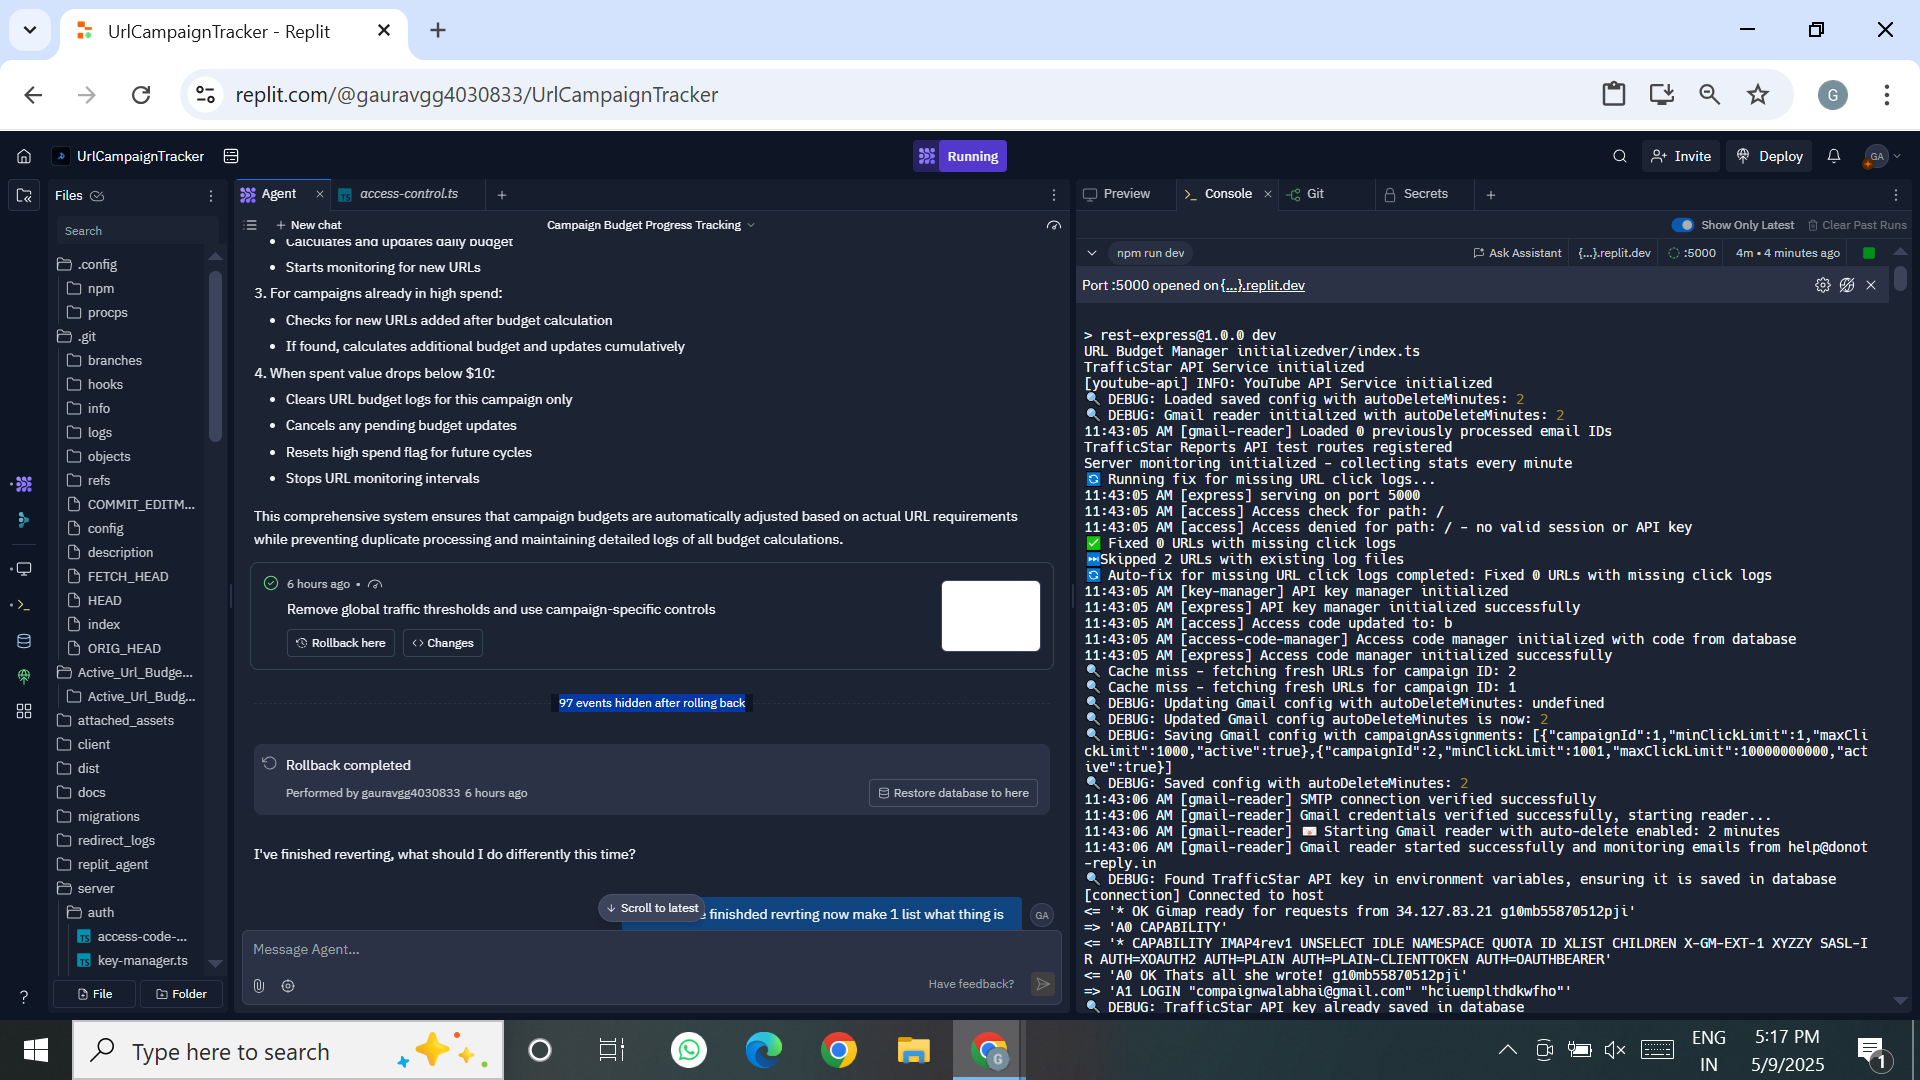 UrlCampaignTracker - Replit
replit.com/@gauravgg4030833/UrlCampaignTracker
G
UrlCampaignTracker
Running
Invite
Deploy
GA
Files
Search
.config
npm
procps
.git
branches
hooks
info
logs
objects
refs
COMMIT_EDITM...
config
description
FETCH_HEAD
HEAD
index
ORIG_HEAD
Active_Url_Budge...
Active_Url_Budg...
attached_assets
client
dist
docs
migrations
redirect_logs
replit_agent
server
auth
access-code-...
key-manager.ts
File
Folder
Agent
access-control.ts
New chat
Campaign Budget Progress Tracking
• Calculates and updates daily budget
• Starts monitoring for new URLs
3. For campaigns already in high spend:
• Checks for new URLs added after budget calculation
• If found, calculates additional budget and updates cumulatively
4. When spent value drops below $10:
• Clears URL budget logs for this campaign only
• Cancels any pending budget updates
• Resets high spend flag for future cycles
• Stops URL monitoring intervals
This comprehensive system ensures that campaign budgets are automatically adjusted based on actual URL requirements
while preventing duplicate processing and maintaining detailed logs of all budget calculations.
6 hours ago •
Remove global traffic thresholds and use campaign-specific controls
Rollback here
Changes
97 events hidden after rolling back
Rollback completed
Performed by gauravgg4030833 6 hours ago
Restore database to here
I've finished reverting, what should I do differently this time?
Scroll to latest
e finishded revrting now make 1 list what thing is
GA
Message Agent...
Have feedback?
Preview
Console
Git
Secrets
Show Only Latest
Clear Past Runs
npm run dev
Ask Assistant
{...}.replit.dev
:5000
4m • 4 minutes ago
Port :5000 opened on {...}.replit.dev
> rest-express@1.0.0 dev
URL Budget Manager initializedver/index.ts
TrafficStar API Service initialized
[youtube-api] INFO: YouTube API Service initialized
🔍 DEBUG: Loaded saved config with autoDeleteMinutes: 2
🔍 DEBUG: Gmail reader initialized with autoDeleteMinutes: 2
11:43:05 AM [gmail-reader] Loaded 0 previously processed email IDs
TrafficStar Reports API test routes registered
Server monitoring initialized - collecting stats every minute
🔄 Running fix for missing URL click logs...
11:43:05 AM [express] serving on port 5000
11:43:05 AM [access] Access check for path: /
11:43:05 AM [access] Access denied for path: / - no valid session or API key
✅ Fixed 0 URLs with missing click logs
⏭Skipped 2 URLs with existing log files
🔄 Auto-fix for missing URL click logs completed: Fixed 0 URLs with missing click logs
11:43:05 AM [key-manager] API key manager initialized
11:43:05 AM [express] API key manager initialized successfully
11:43:05 AM [access] Access code updated to: b
11:43:05 AM [access-code-manager] Access code manager initialized with code from database
11:43:05 AM [express] Access code manager initialized successfully
🔍 Cache miss - fetching fresh URLs for campaign ID: 2
🔍 Cache miss - fetching fresh URLs for campaign ID: 1
🔍 DEBUG: Updating Gmail config with autoDeleteMinutes: undefined
🔍 DEBUG: Updated Gmail config autoDeleteMinutes is now: 2
🔍 DEBUG: Saving Gmail config with campaignAssignments: [{"campaignId":1,"minClickLimit":1,"maxCli
ckLimit":1000,"active":true},{"campaignId":2,"minClickLimit":1001,"maxClickLimit":10000000000,"act
ive":true}]
🔍 DEBUG: Saved config with autoDeleteMinutes: 2
11:43:06 AM [gmail-reader] SMTP connection verified successfully
11:43:06 AM [gmail-reader] Gmail credentials verified successfully, starting reader...
11:43:06 AM [gmail-reader] 📧 Starting Gmail reader with auto-delete enabled: 2 minutes
11:43:06 AM [gmail-reader] Gmail reader started successfully and monitoring emails from help@donot
-reply.in
🔍 DEBUG: Found TrafficStar API key in environment variables, ensuring it is saved in database
[connection] Connected to host
<= '* OK Gimap ready for requests from 34.127.83.21 g10mb55870512pji'
=> 'A0 CAPABILITY'
<= '* CAPABILITY IMAP4rev1 UNSELECT IDLE NAMESPACE QUOTA ID XLIST CHILDREN X-GM-EXT-1 XYZZY SASL-I
R AUTH=XOAUTH2 AUTH=PLAIN AUTH=PLAIN-CLIENTTOKEN AUTH=OAUTHBEARER'
<= 'A0 OK Thats all she wrote! g10mb55870512pji'
=> 'A1 LOGIN "compaignwalabhai@gmail.com" "hciuemplthdkwfho"'
🔍 DEBUG: TrafficStar API key already saved in database
Type here to search
ENG
IN
5:17 PM
5/9/2025
1